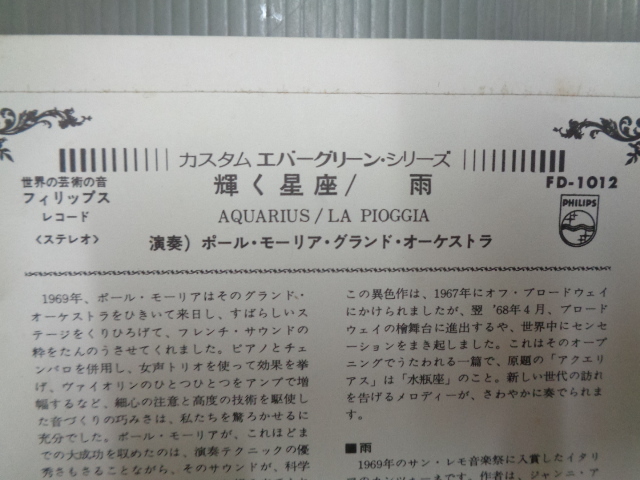 カスタム エバーグリーン・シリーズ
世界の芸術の音
フィリップス
レコード
〈ステレオ〉
輝く星座/ 雨
AQUARIUS/LA PIOGGIA
演奏) ポール・モーリア・グランド・オーケストラ
FD-1012
PHILIPS
1969年、ポール・モーリアはそのグランド・
オーケストラをひきいて来日し、すばらしいス
テージをくりひろげて、フレンチ・サウンドの
粋をたんのうさせてくれました。ピアノとチェ
ンバロを併用し、女声トリオを使って効果を挙
げ、ヴァイオリンのひとつひとつをアンプで増
幅するなど、細心の注意と高度の技術を駆使し
た音づくりの巧みさは、私たちを驚ろかせるに
充分でした。ポール・モーリアが、これほどま
での大成功を収めたのは、演奏テクニックの優
秀さもさることながら、そのサウンドが、科学
この異色作は、1967年にオフ・ブロードウェイ
にかけられましたが、翌'68年4月、ブロード
ウェイの檜舞台に進出するや、世界中にセンセ
ーションをまき起しました。これはそのオープ
ニングでうたわれる一篇で、原題の「アクエリ
アス」は「水瓶座」のこと。新しい世代の訪れ
を告げるメロディーが、さわやかに奏でられま
す。
■雨
1969年のサン・レモ音楽祭に入賞したイタリ
アのカンツォーネです。作者は、ジャンニ・ア